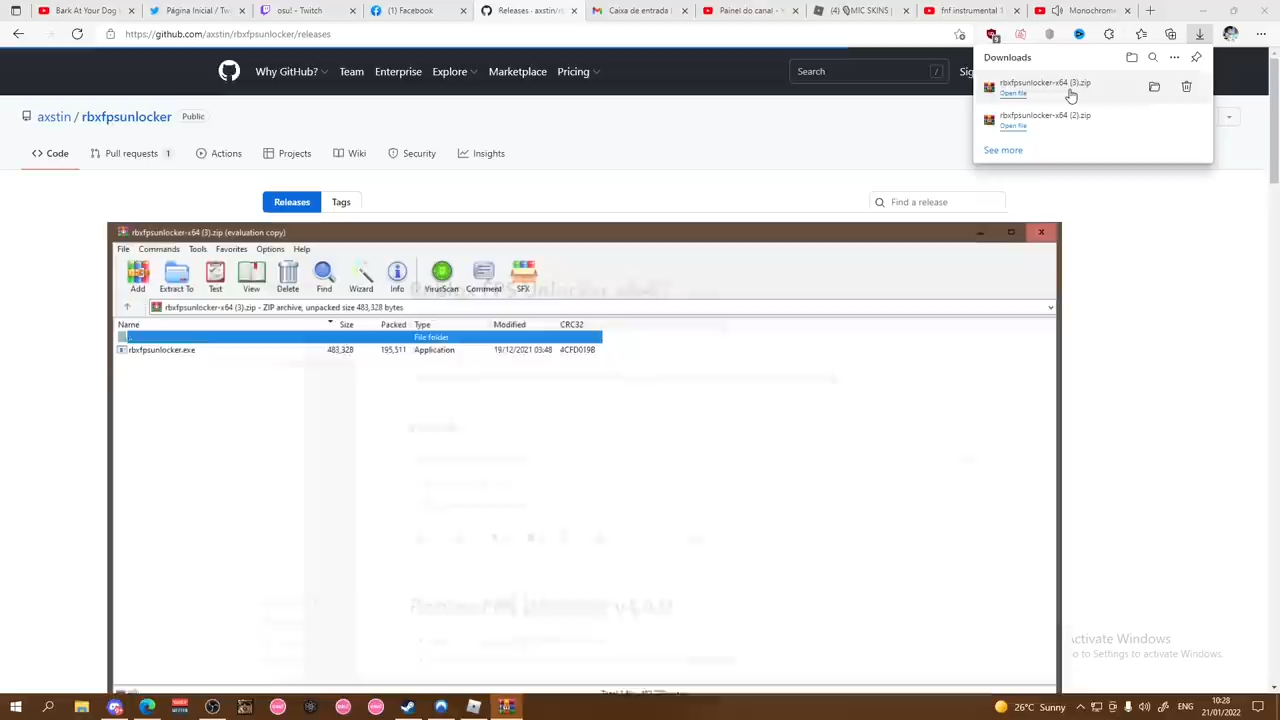 Bark At Your Dog
Página Inicial / Tw
osu! - Twitch
(1) Facebook
Releases · axstin/r
Caixa de entrada
Painel do canal -
(4) MIC SKINS
fnf instrumental
Monochrome
https://github.com/axstin/rbxfpsunlocker/releases
9
Why GitHub?
Team
Enterprise
Explore
Marketplace
Pricing
Search
/
Downloads
rbxfpsunlocker-x64 (3).zip
Open file
rbxfpsunlocker-x64 (2).zip
Open file
See more
axstin / rbxfpsunlocker
Public
Code
Pull requests 1
Actions
Projects
Wiki
Security
Insights
Releases
Tags
Find a release
rbxfpsunlocker-x64 (3).zip (evaluation copy)
File Commands Tools Favorites Options Help
Add
Extract To
Test
View
Delete
Find
Wizard
Info
VirusScan
Comment
SFX
rbxfpsunlocker-x64 (3).zip - ZIP archive, unpacked size 483,328 bytes
Name Size Packed Type Modified CRC32
.. File folder
rbxfpsunlocker.exe 483,328 195,511 Application 19/12/2021 03:48 4CFD019B
Activate Windows
Go to Settings to activate Windows.
26°C Sunny
ENG
10:28
21/01/2022